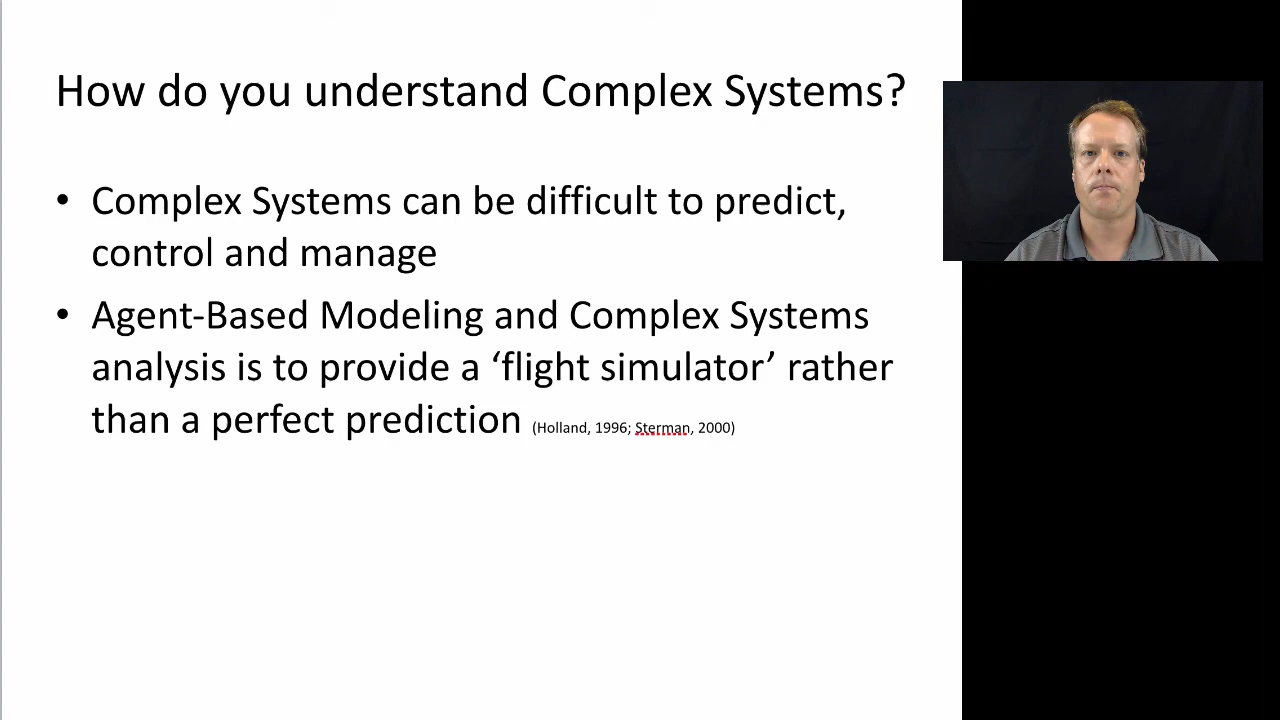 How do you understand Complex Systems?
• Complex Systems can be difficult to predict,
control and manage
• Agent-Based Modeling and Complex Systems
analysis is to provide a ‘flight simulator’ rather
than a perfect prediction (Holland, 1996; Sterman, 2000)